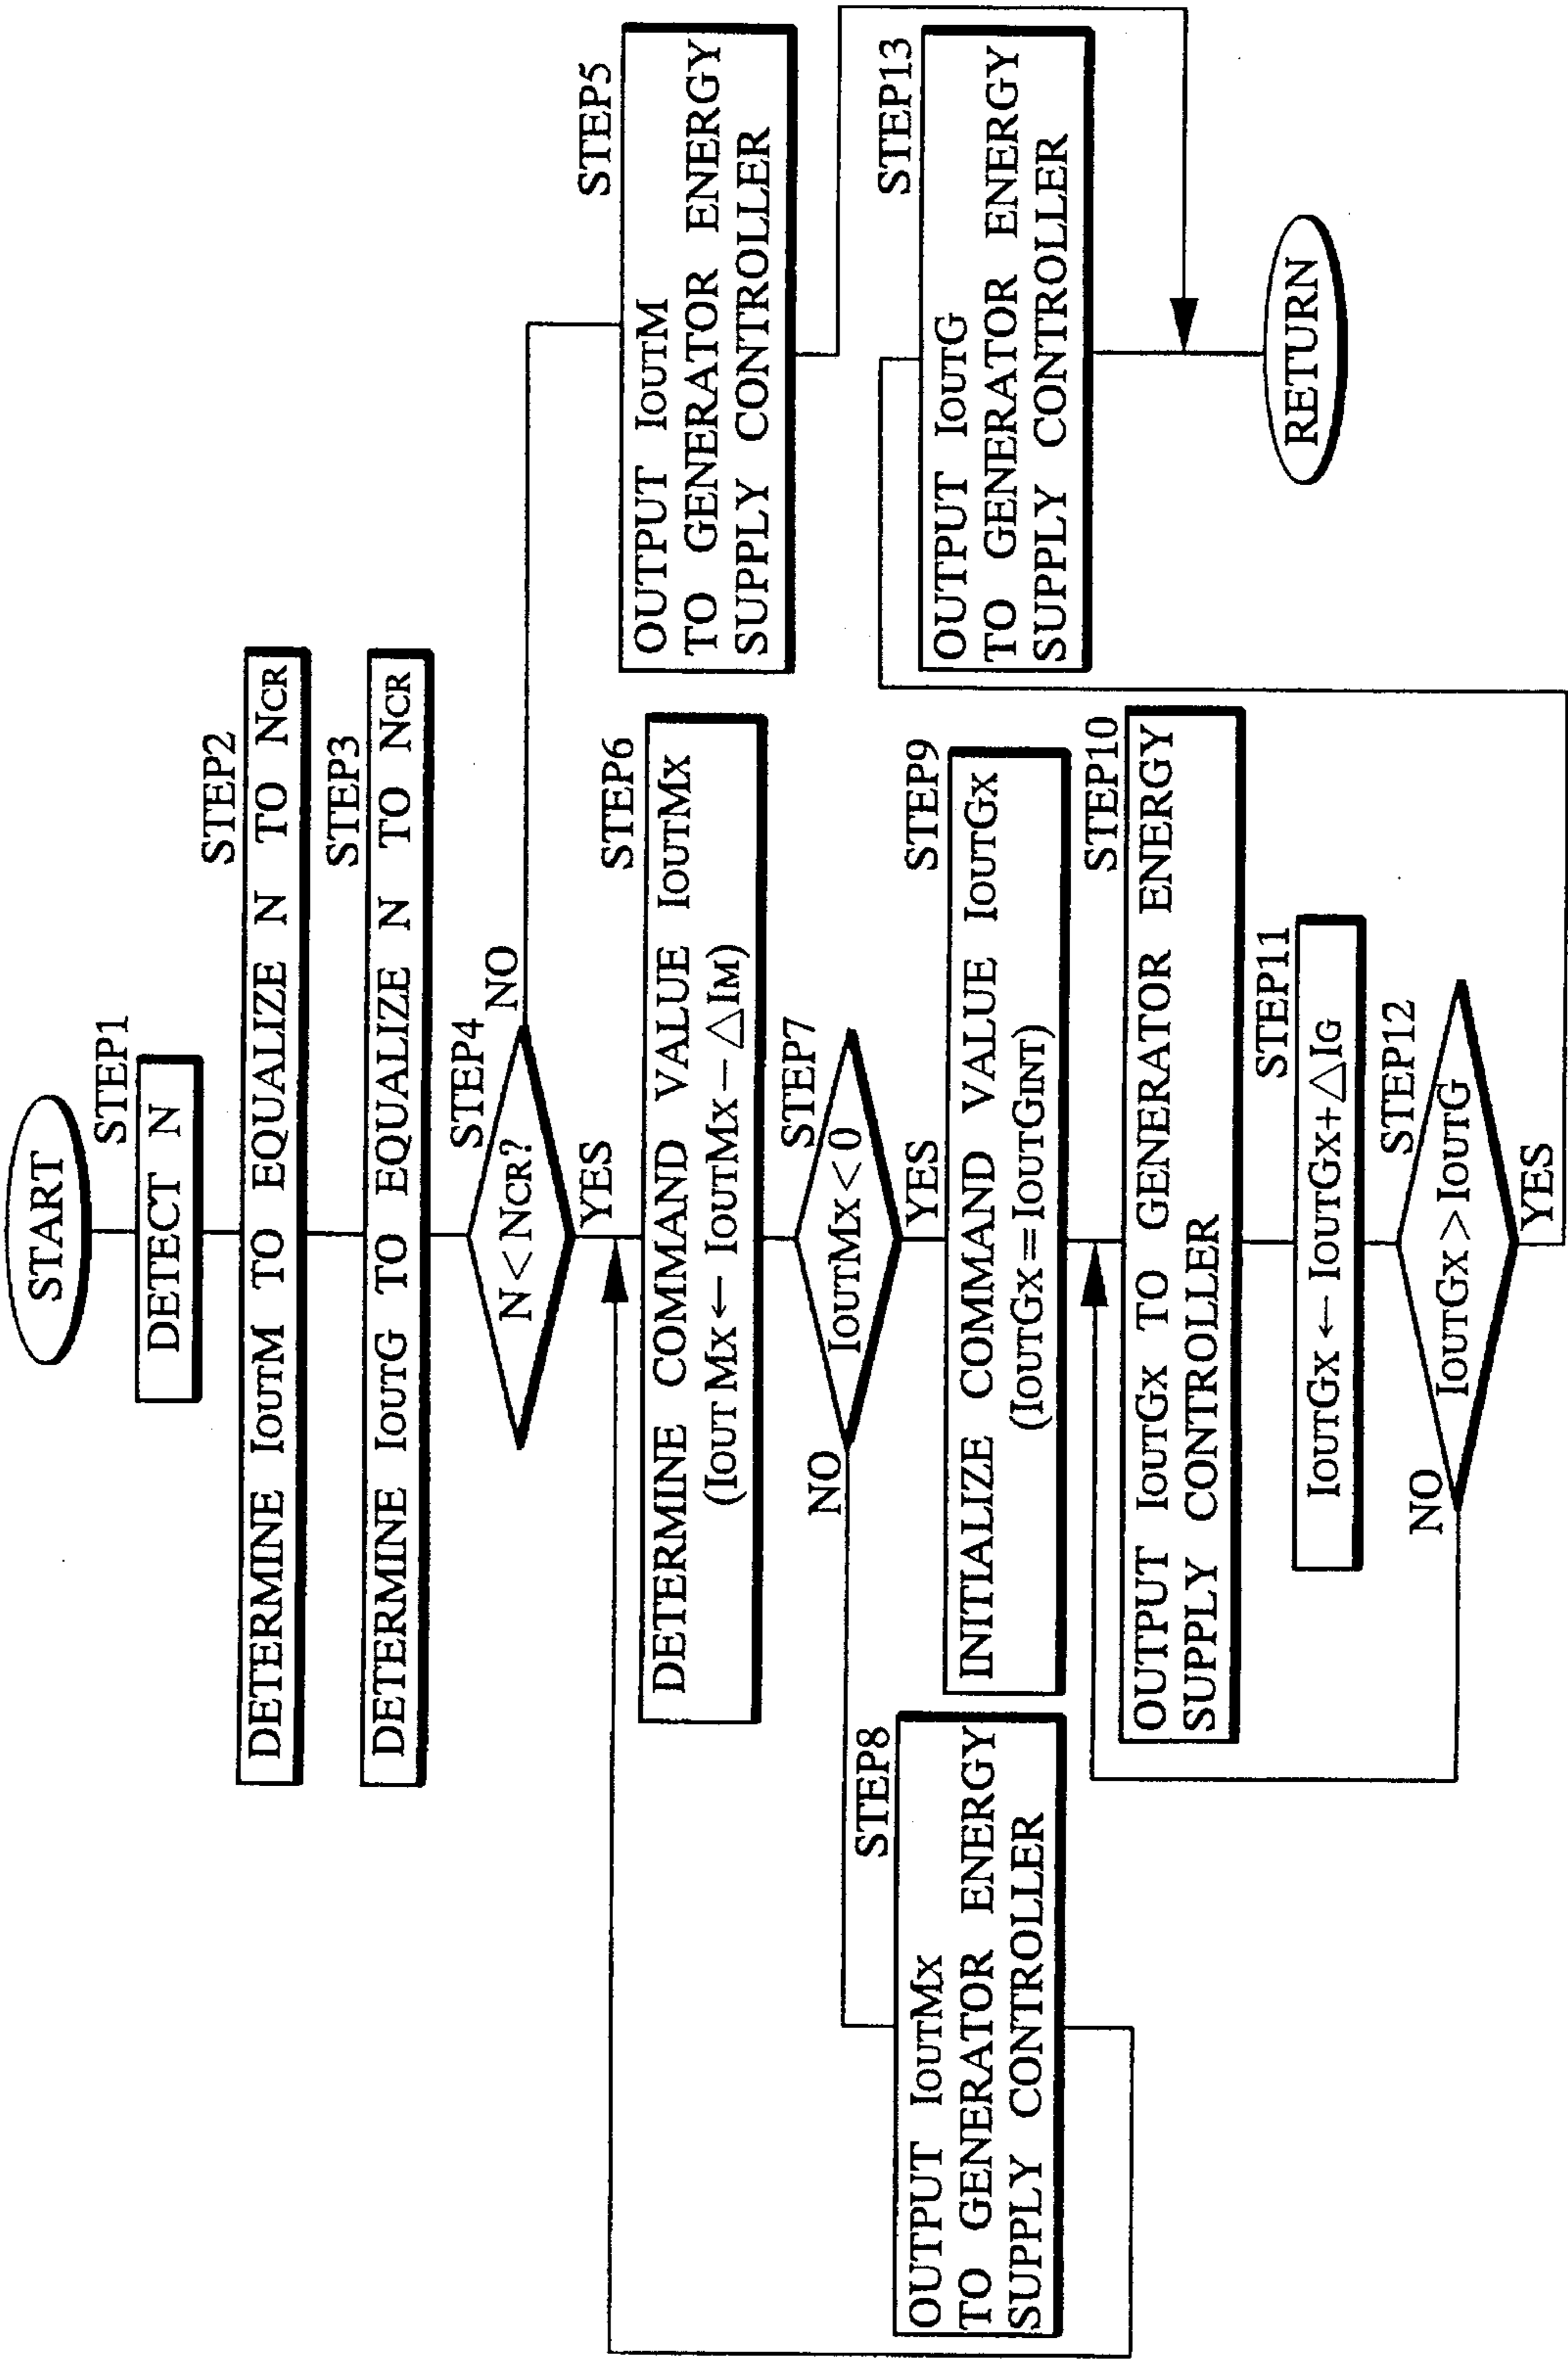 START
STEP1
DETECT N
STEP2
DETERMINE IOUTM TO EQUALIZE N TO NCR
STEP3
DETERMINE IOUTG TO EQUALIZE N TO NCR
STEP4
N < NCR?
NO
YES
STEP5
OUTPUT IOUTM
TO GENERATOR ENERGY
SUPPLY CONTROLLER
STEP6
DETERMINE COMMAND VALUE IOUTMX
(IOUTMX ← IOUTMX − △IM)
STEP7
IOUTMX < 0
NO
YES
STEP8
OUTPUT IOUTMX
TO GENERATOR ENERGY
SUPPLY CONTROLLER
STEP9
INITIALIZE COMMAND VALUE IOUTGX
(IOUTGX = IOUTGINT)
STEP10
OUTPUT IOUTGX TO GENERATOR ENERGY
SUPPLY CONTROLLER
STEP11
IOUTGX ← IOUTGX + △IG
STEP12
IOUTGX > IOUTG
NO
YES
STEP13
OUTPUT IOUTG
TO GENERATOR ENERGY
SUPPLY CONTROLLER
RETURN